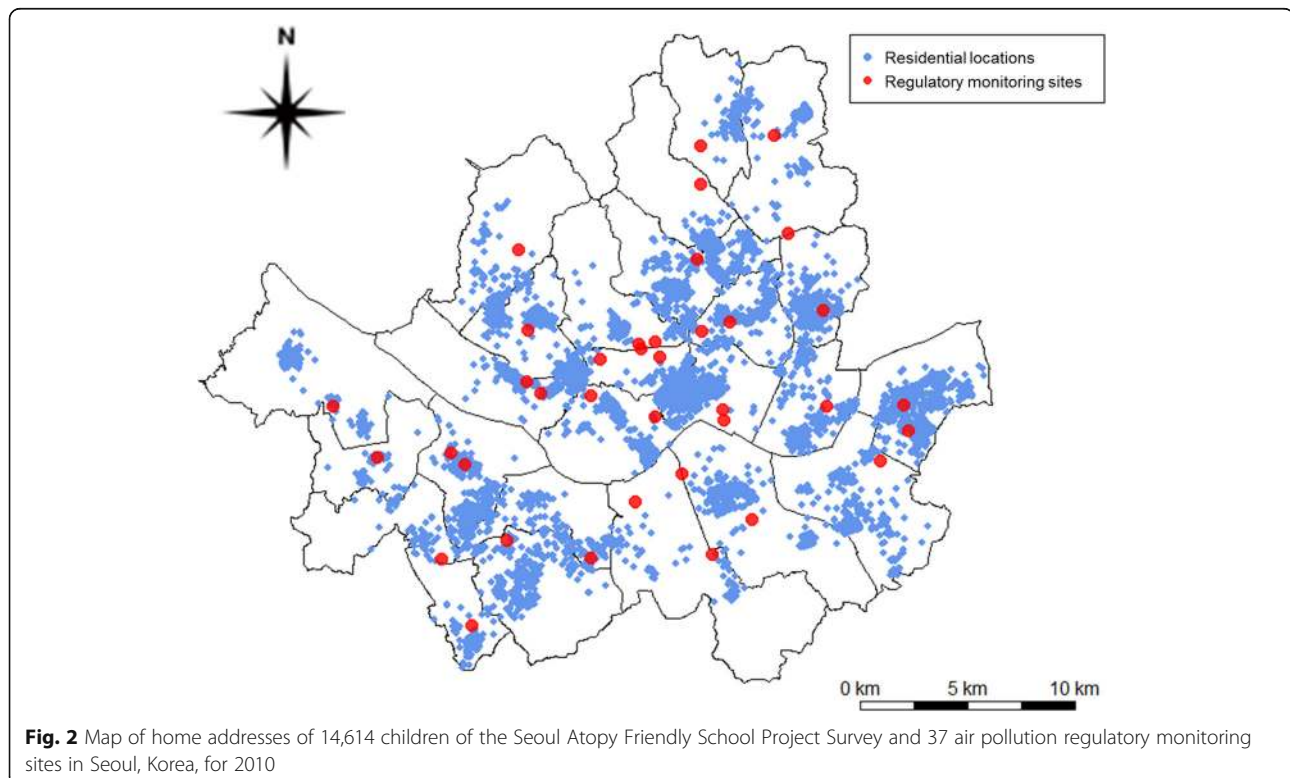 N
Residential locations
Regulatory monitoring sites
0 km 5 km 10 km
Fig. 2 Map of home addresses of 14,614 children of the Seoul Atopy Friendly School Project Survey and 37 air pollution regulatory monitoring
sites in Seoul, Korea, for 2010